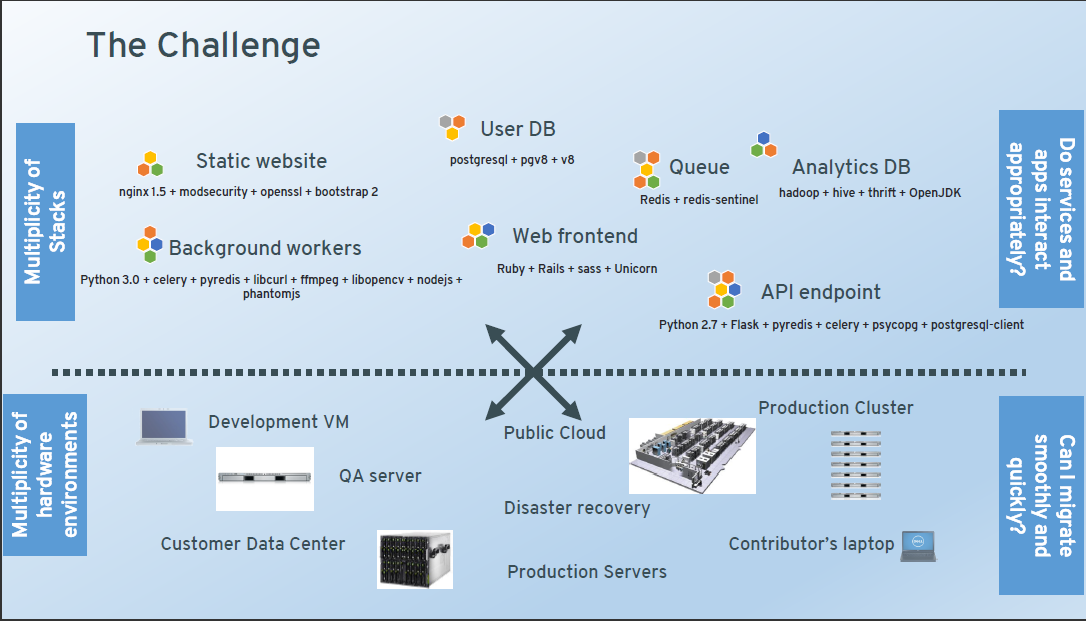 The Challenge
Multiplicity of
Stacks
Static website
nginx 1.5 + modsecurity + openssl + bootstrap 2
User DB
postgresql + pgv8 + v8
Queue
Redis + redis-sentinel
Analytics DB
hadoop + hive + thrift + OpenJDK
Background workers
Python 3.0 + celery + pyredis + libcurl + ffmpeg + libopencv + nodejs +
phantomjs
Web frontend
Ruby + Rails + sass + Unicorn
API endpoint
Python 2.7 + Flask + pyredis + celery + psycopg + postgresql-client
Do services and
apps interact
appropriately?
Multiplicity of
hardware
environments
Development VM
QA server
Customer Data Center
Public Cloud
Disaster recovery
Production Servers
Production Cluster
Contributor's laptop
DELL
Can I migrate
smoothly and
quickly?